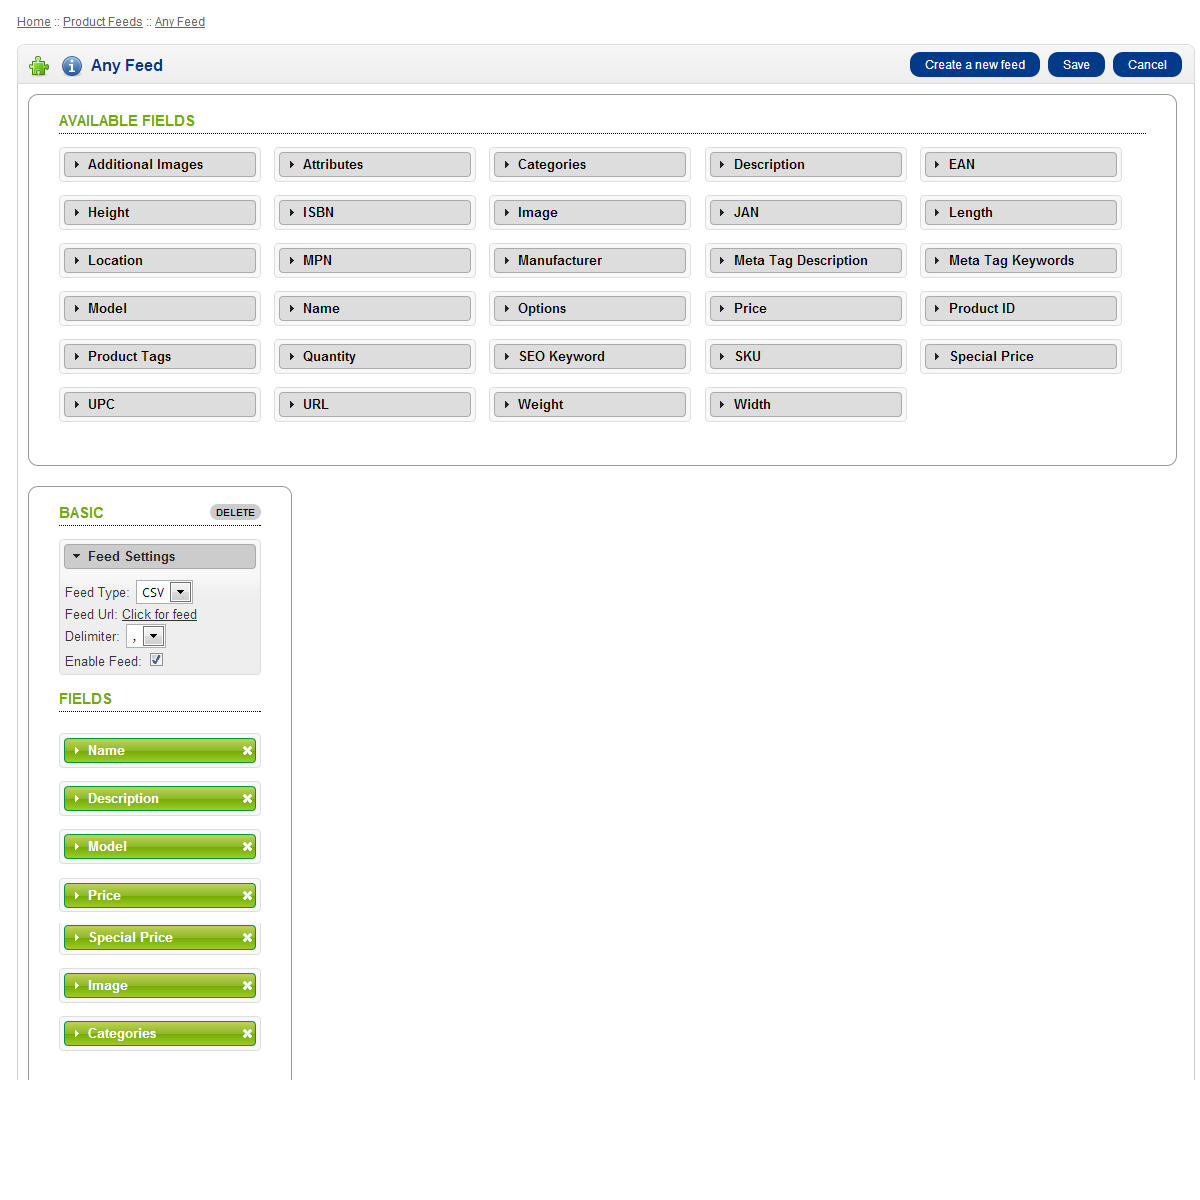 Home :: Product Feeds :: Any Feed
Any Feed
Create a new feed Save Cancel
AVAILABLE FIELDS
Additional Images Attributes Categories Description EAN
Height ISBN Image JAN Length
Location MPN Manufacturer Meta Tag Description Meta Tag Keywords
Model Name Options Price Product ID
Product Tags Quantity SEO Keyword SKU Special Price
UPC URL Weight Width
BASIC DELETE
Feed Settings
Feed Type: CSV
Feed Url: Click for feed
Delimiter: ,
Enable Feed:
FIELDS
Name
Description
Model
Price
Special Price
Image
Categories